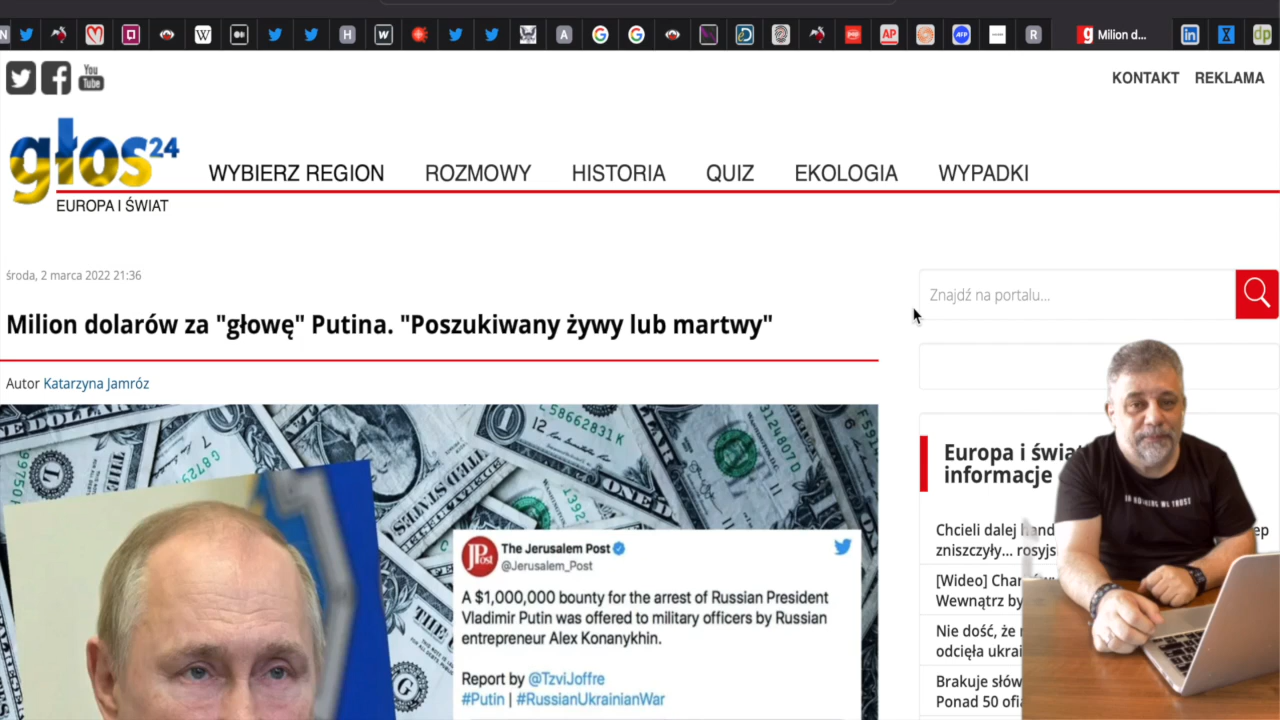 You
Tube
KONTAKT REKLAMA
głos24
EUROPA I ŚWIAT
WYBIERZ REGION ROZMOWY HISTORIA QUIZ EKOLOGIA WYPADKI
Milion d...
środa, 2 marca 2022 21:36
Znajdź na portalu...
Milion dolarów za "głowę" Putina. "Poszukiwany żywy lub martwy"
Autor Katarzyna Jamróz
The Jerusalem Post
@Jerusalem_Post
A $1,000,000 bounty for the arrest of Russian President
Vladimir Putin was offered to military officers by Russian
entrepreneur Alex Konanykhin.
Report by @TzviJoffre
#Putin | #RussianUkrainianWar
Europa i świat
informacje
Chcieli dalej
zniszczyły...
[Wideo]
Wewnątrz
Nie dość, że
odcięła
Brakuje słów
Ponad 50